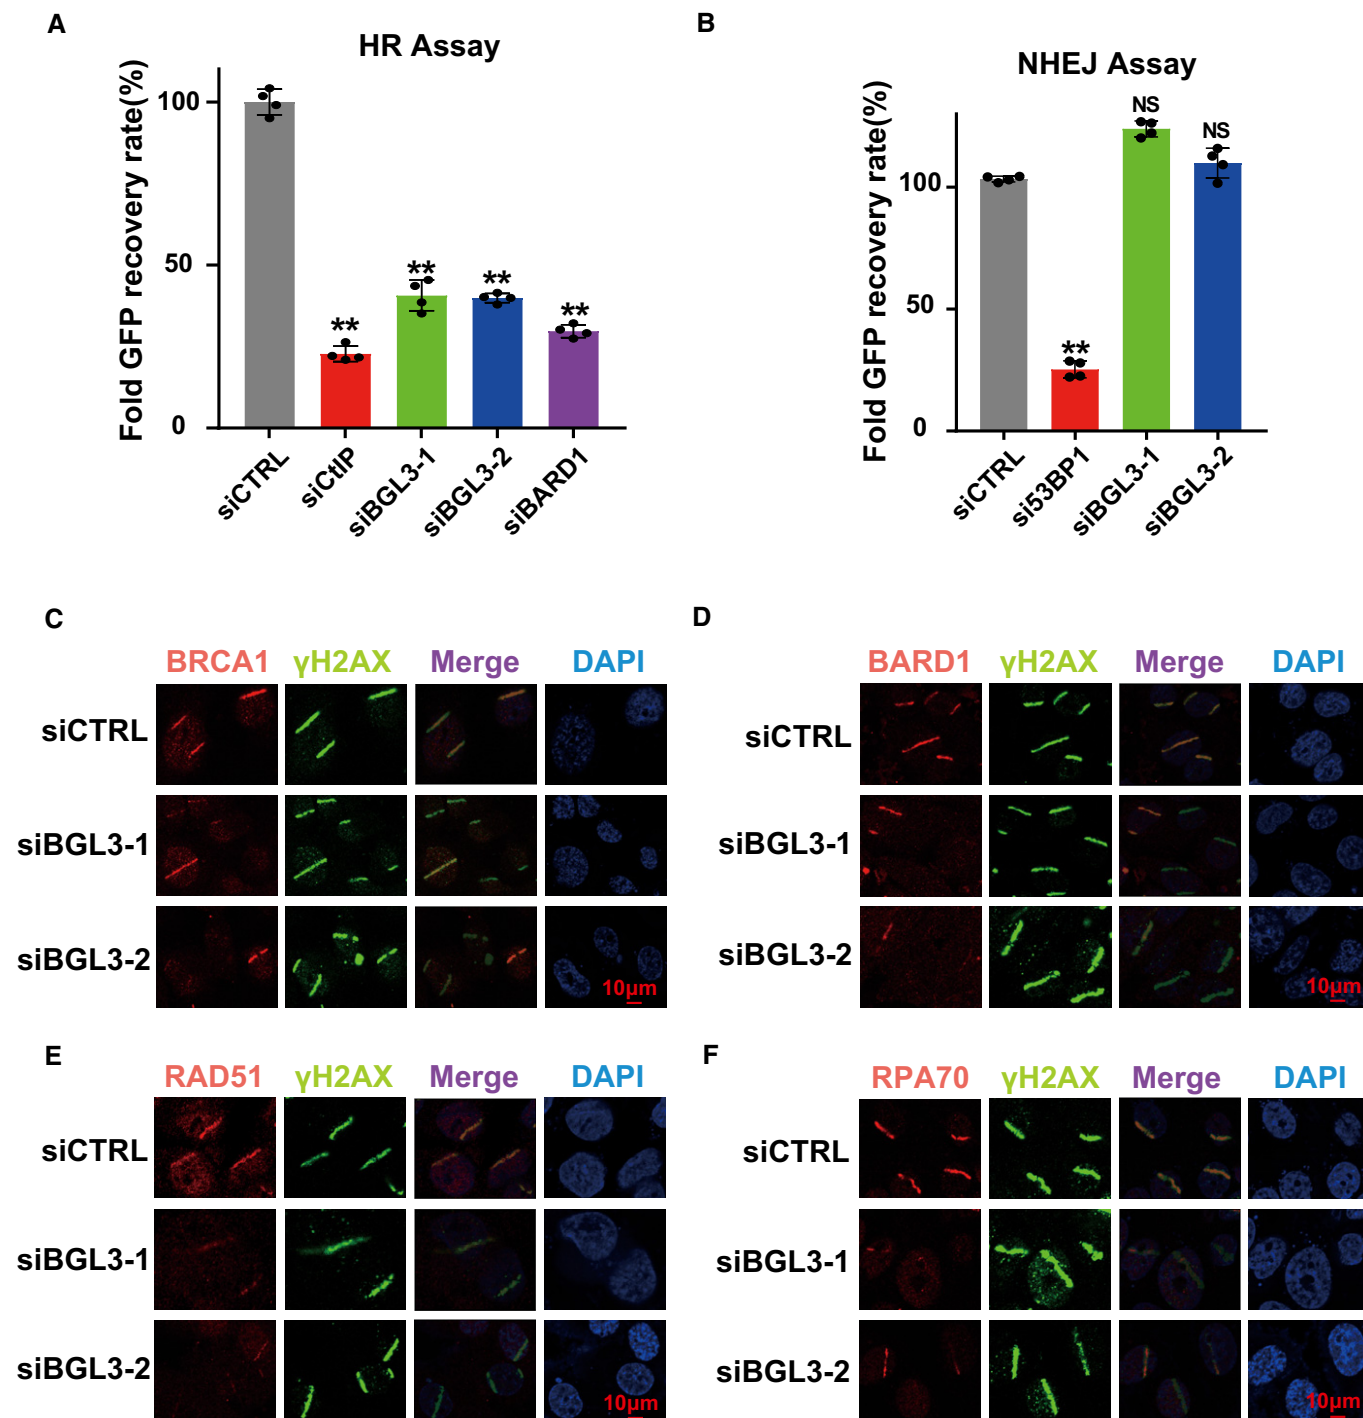 A
HR Assay
Fold GFP recovery rate(%)
100
50
0
**
**
**
**
siCTRL
siCtIP
siBGL3-1
siBGL3-2
siBARD1
B
NHEJ Assay
Fold GFP recovery rate(%)
100
50
0
**
NS
NS
siCTRL
si53BP1
siBGL3-1
siBGL3-2
C
BRCA1 γH2AX Merge DAPI
siCTRL
siBGL3-1
siBGL3-2
10μm
D
BARD1 γH2AX Merge DAPI
siCTRL
siBGL3-1
siBGL3-2
10μm
E
RAD51 γH2AX Merge DAPI
siCTRL
siBGL3-1
siBGL3-2
10μm
F
RPA70 γH2AX Merge DAPI
siCTRL
siBGL3-1
siBGL3-2
10μm